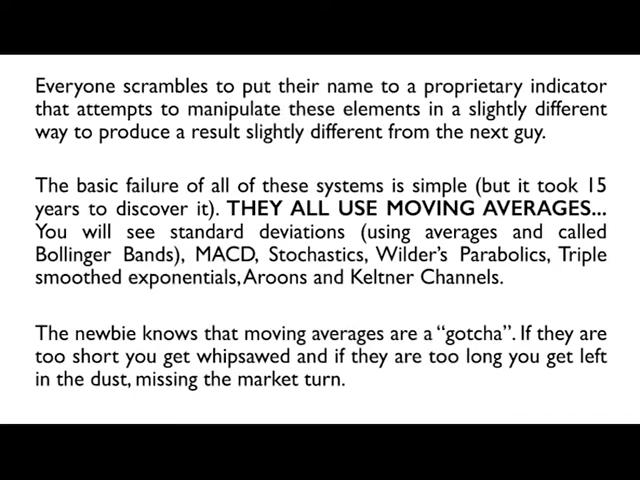 Everyone scrambles to put their name to a proprietary indicator
that attempts to manipulate these elements in a slightly different
way to produce a result slightly different from the next guy.
The basic failure of all of these systems is simple (but it took 15
years to discover it). THEY ALL USE MOVING AVERAGES...
You will see standard deviations (using averages and called
Bollinger Bands), MACD, Stochastics, Wilder's Parabolics, Triple
smoothed exponentials, Aroons and Keltner Channels.
The newbie knows that moving averages are a “gotcha”. If they are
too short you get whipsawed and if they are too long you get left
in the dust, missing the market turn.